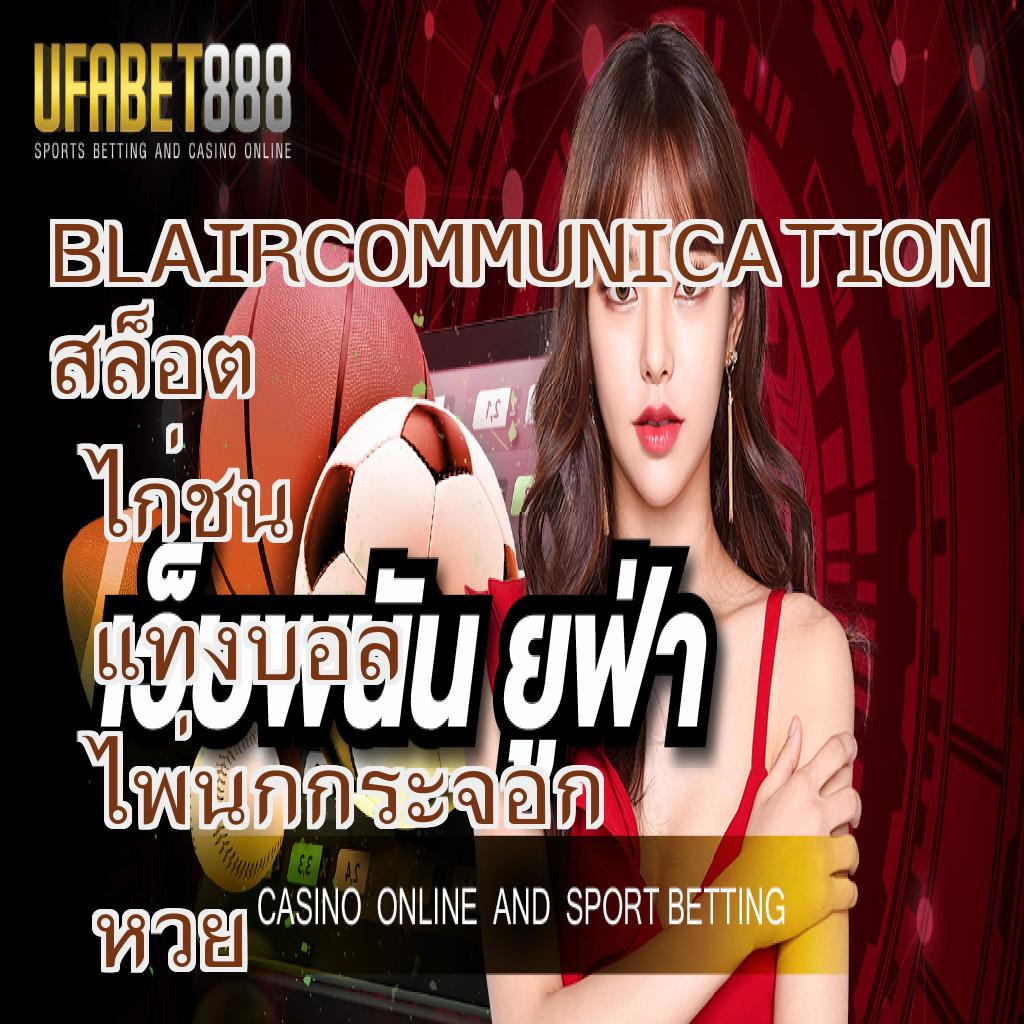 UFABET888
SPORTS BETTING AND CASINO ONLINE
BLAIRCOMMUNICATION
สล็อต
ไก่ชน
แทงบอล
เว็บพนัน ยูฟ่า
ไพ่นกกระจอก
CASINO ONLINE AND SPORT BETTING
หวย